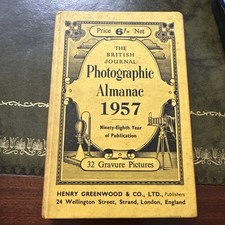 Price 6/- Net
THE
BRITISH
JOURNAL
Photographic
Almanac
1957
Ninety-Eighth Year
of Publication
32 Gravure Pictures
HENRY GREENWOOD & CO., LTD., Publishers
24 Wellington Street, Strand, London, England